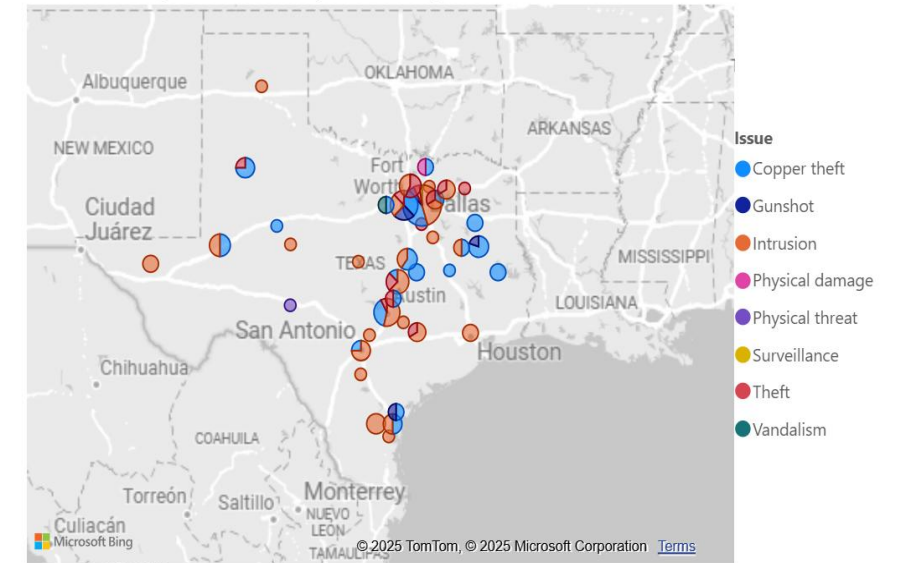 Albuquerque
OKLAHOMA
ARKANSAS
NEW MEXICO
Fort
Worth
Dallas
Ciudad
Juárez
MISSISSIPPI
TEXAS
Austin
LOUISIANA
San Antonio
Houston
Chihuahua
COAHUILA
Torreón
Saltillo
Monterrey
NUEVO
LEÓN
Culiacán
TAMAULIPAS
Microsoft Bing
© 2025 TomTom, © 2025 Microsoft Corporation Terms
Issue
Copper theft
Gunshot
Intrusion
Physical damage
Physical threat
Surveillance
Theft
Vandalism